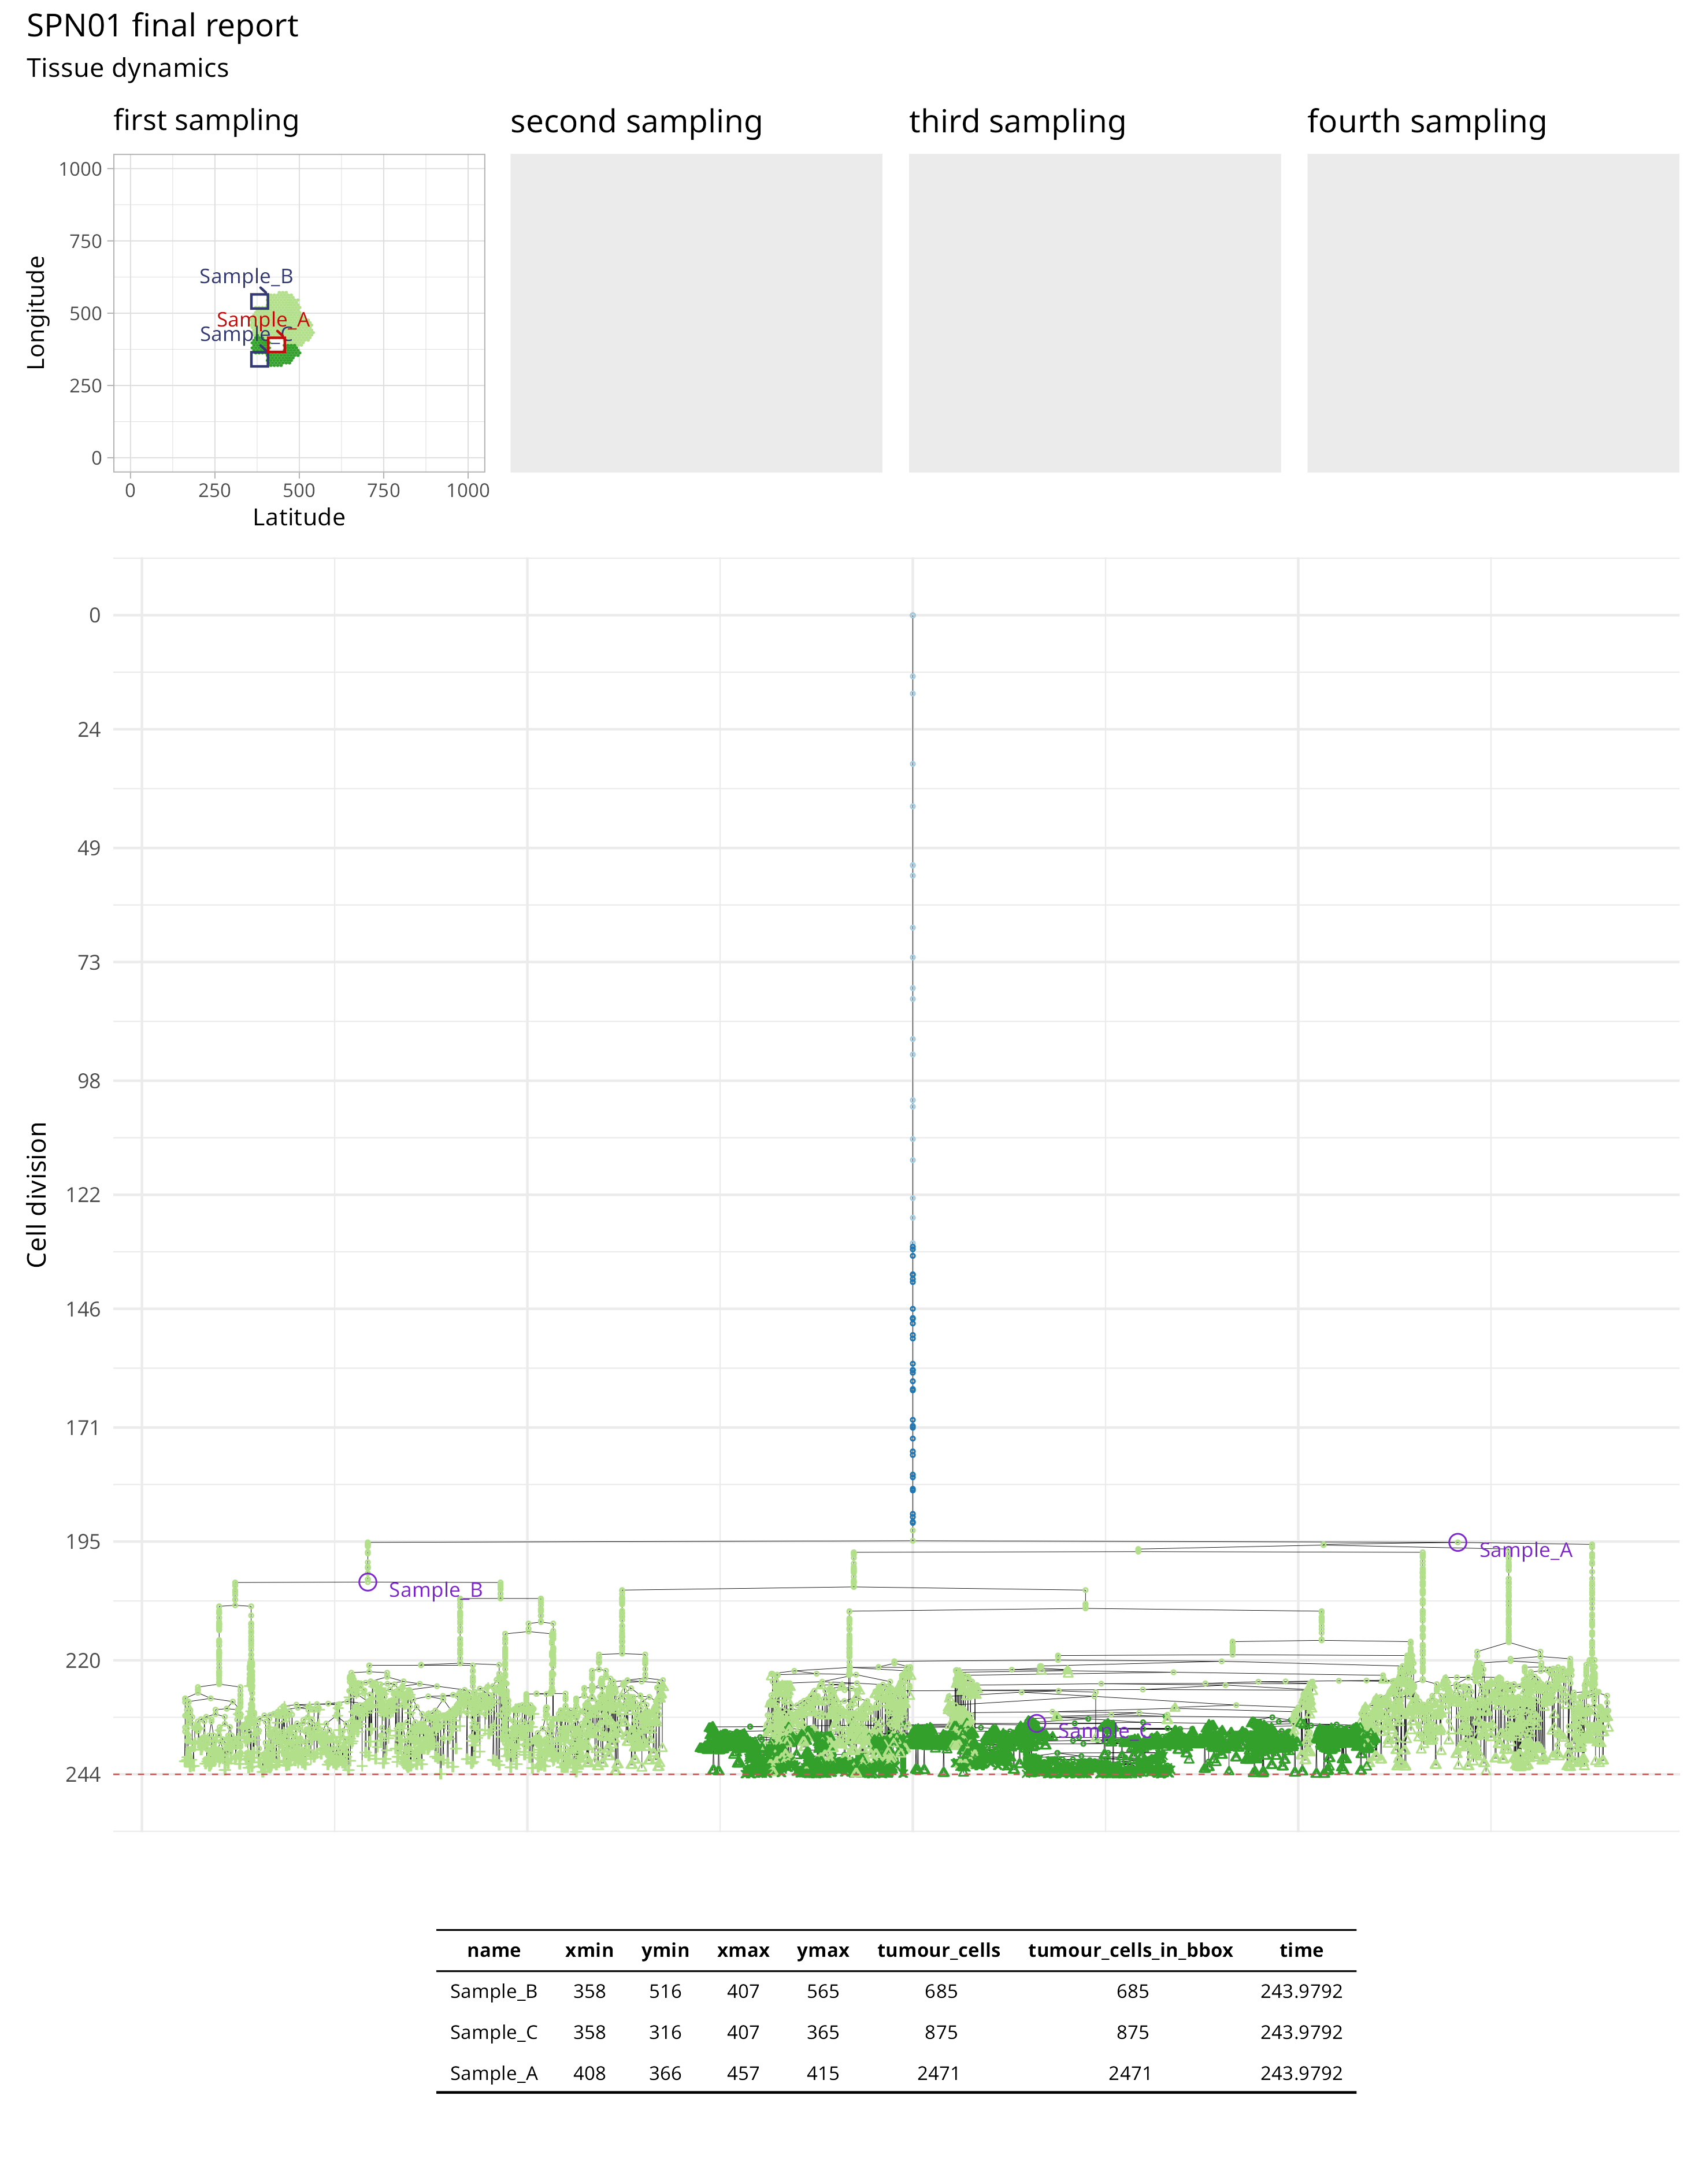 SPN01 final report
Tissue dynamics
first sampling
second sampling
third sampling
fourth sampling
Longitude
1000
750
500
250
0
Sample_B
Sample_A
Sample_C
0 250 500 750 1000
Latitude
Cell division
0
24
49
73
98
122
146
171
195
220
244
Sample_A
Sample_B
Sample_C
name xmin ymin xmax ymax tumour_cells tumour_cells_in_bbox time
Sample_B 358 516 407 565 685 685 243.9792
Sample_C 358 316 407 365 875 875 243.9792
Sample_A 408 366 457 415 2471 2471 243.9792